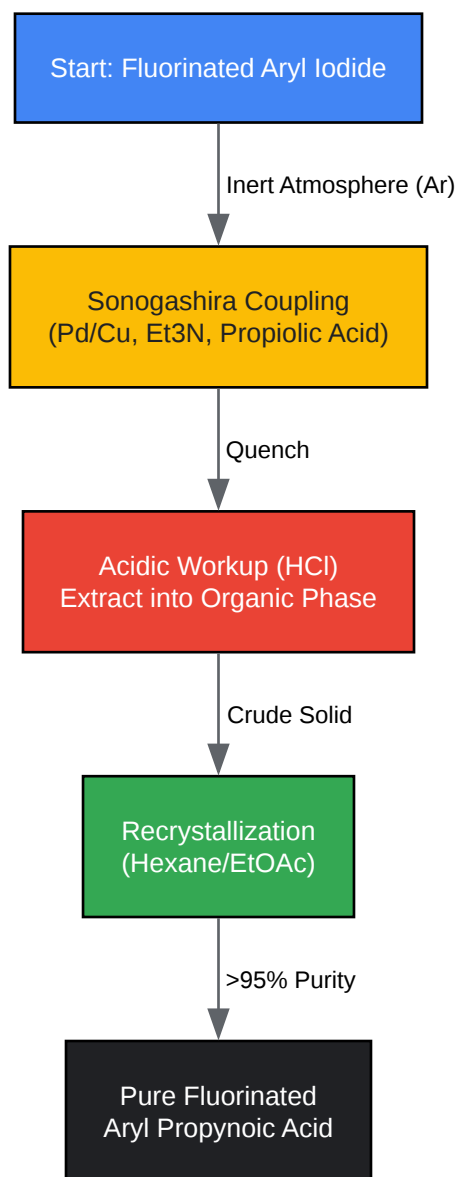 Start: Fluorinated Aryl Iodide
Inert Atmosphere (Ar)
Sonogashira Coupling
(Pd/Cu, Et3N, Propiolic Acid)
Quench
Acidic Workup (HCl)
Extract into Organic Phase
Crude Solid
Recrystallization
(Hexane/EtOAc)
>95% Purity
Pure Fluorinated
Aryl Propynoic Acid